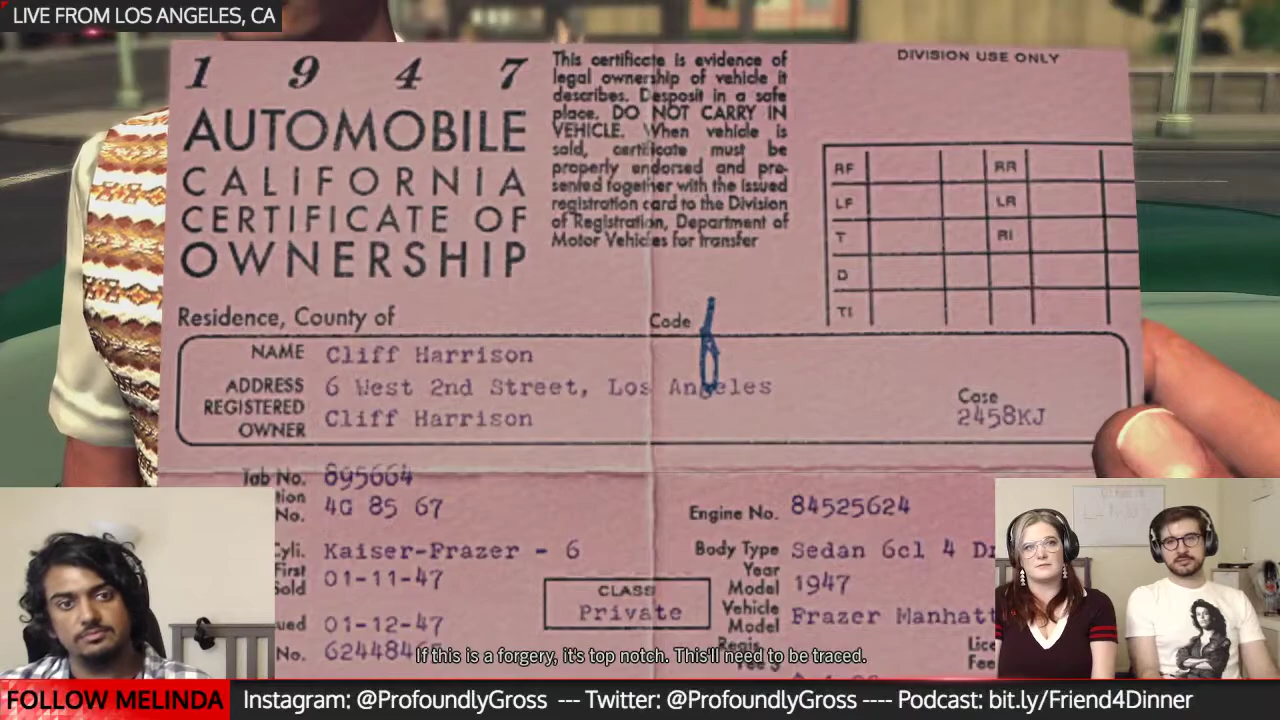 LIVE FROM LOS ANGELES, CA
1 9 4 7
AUTOMOBILE
CALIFORNIA
CERTIFICATE OF
OWNERSHIP
This certificate is evidence of
legal ownership of vehicle it
describes. Desposit in a safe
place. DO NOT CARRY IN
VEHICLE. When vehicle is
sold, certificate must be
properly endorsed and pre-
sented together with the issued
registration card to the Division
of Registration, Department of
Motor Vehicles for transfer
DIVISION USE ONLY
RF RR
LF LR
T RI
D
TI
Residence, County of
Code
NAME Cliff Harrison
ADDRESS 6 West 2nd Street, Los Angeles
REGISTERED OWNER Cliff Harrison
Case
2458KJ
Tab No. 895664
No. 4G 85 67
Engine No. 84525624
Cyli. Kaiser-Frazer - 6
Body Type Sedan 6cl 4 D
First Sold 01-11-47
Year Model 1947
CLASS
Private
Vehicle Model Frazer Manhatt
ued 01-12-47
No. 624484
If this is a forgery, it's top notch. This'll need to be traced.
FOLLOW MELINDA
Instagram: @ProfoundlyGross --- Twitter: @ProfoundlyGross ---- Podcast: bit.ly/Friend4Dinner